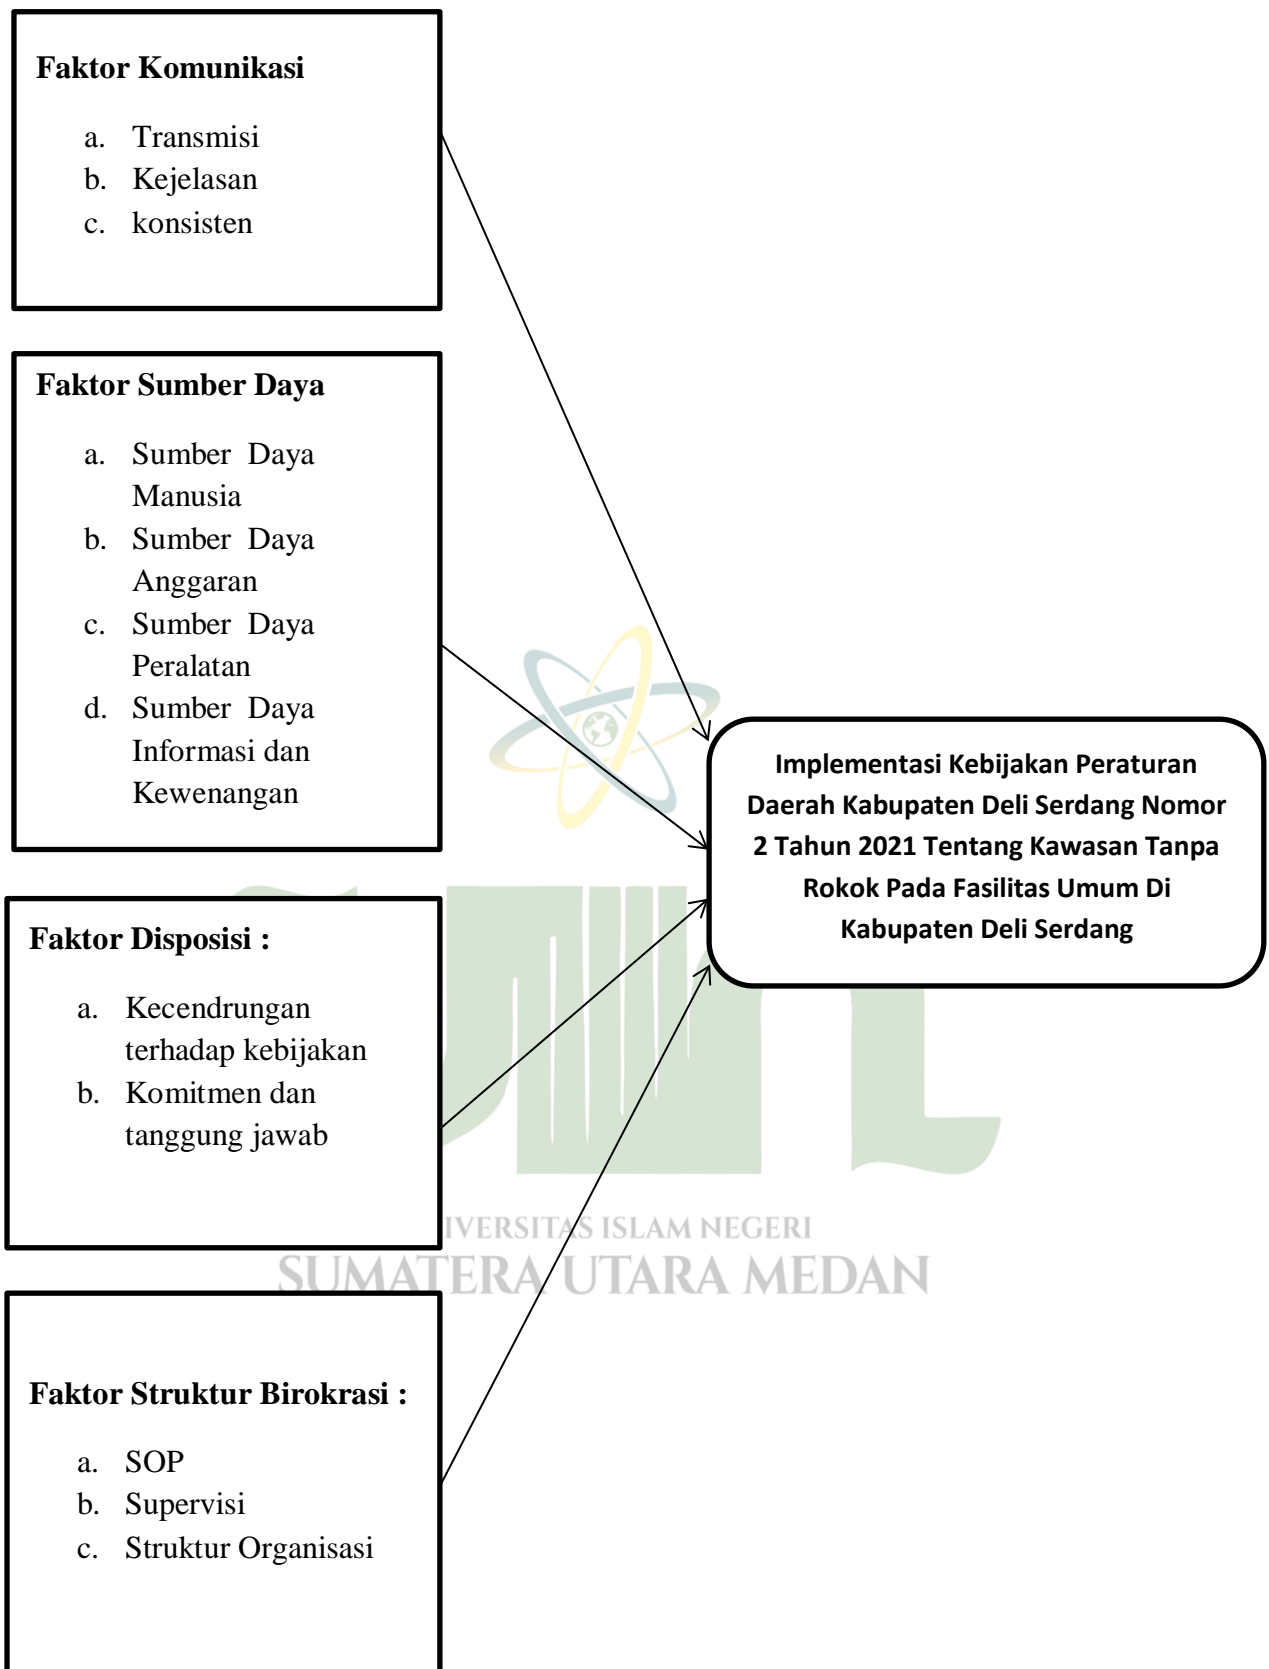 Faktor Komunikasi
a. Transmisi
b. Kejelasan
c. konsisten
Faktor Sumber Daya
a. Sumber Daya
Manusia
b. Sumber Daya
Anggaran
c. Sumber Daya
Peralatan
d. Sumber Daya
Informasi dan
Kewenangan
Faktor Disposisi :
a. Kecendrungan
terhadap kebijakan
b. Komitmen dan
tanggung jawab
Faktor Struktur Birokrasi :
a. SOP
b. Supervisi
c. Struktur Organisasi
Implementasi Kebijakan Peraturan
Daerah Kabupaten Deli Serdang Nomor
2 Tahun 2021 Tentang Kawasan Tanpa
Rokok Pada Fasilitas Umum Di
Kabupaten Deli Serdang
IVERSITAS ISLAM NEGERI
SUMATERA UTARA MEDAN